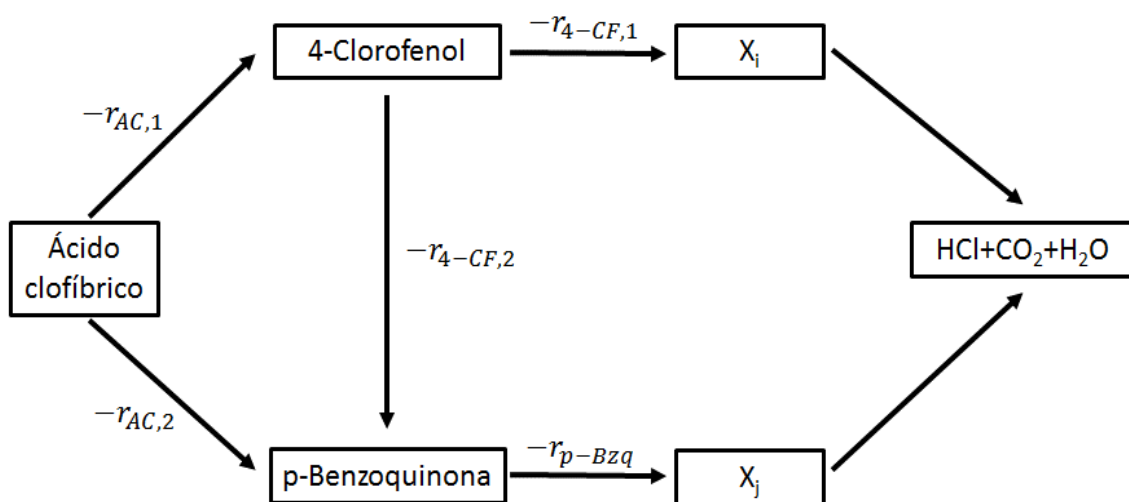 4-Clorofenol
−r4−CF,1
Xi
−rAC,1
Ácido
clofíbrico
−r4−CF,2
HCl+CO₂+H₂O
−rAC,2
p-Benzoquinona
−rp−Bzq
Xj